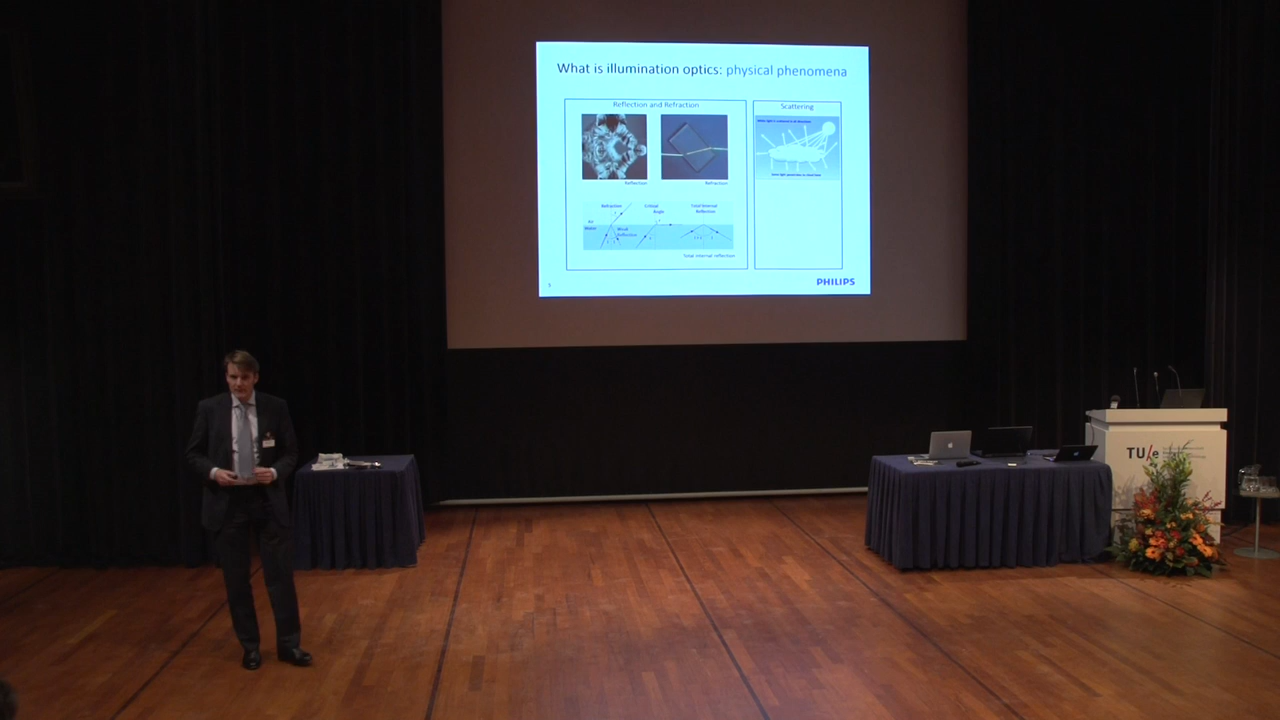 What is illumination optics: physical phenomena
Reflection and Refraction
Reflection
Refraction
Refraction
Critical
Angle
Total Internal
Reflection
Air
Water
Total internal reflection
Scattering
5
PHILIPS
TU/e